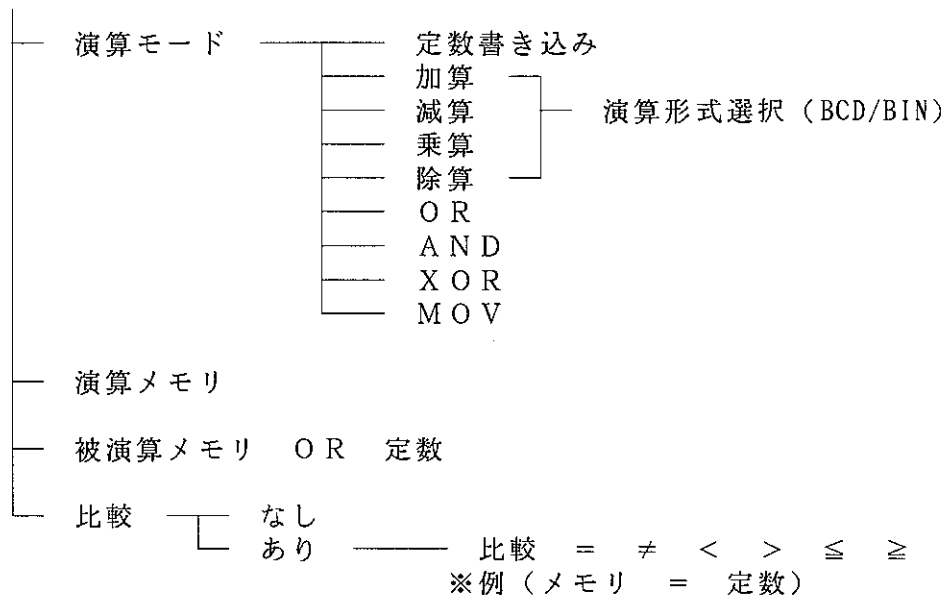 演算モード 定数書き込み
加算
減算 演算形式選択（BCD/BIN）
乗算
除算
ＯＲ
ＡＮＤ
ＸＯＲ
ＭＯＶ
演算メモリ
被演算メモリ ＯＲ 定数
比較 なし
あり 比較 ＝ ≠ ＜ ＞ ≦ ≧
※例（メモリ ＝ 定数）